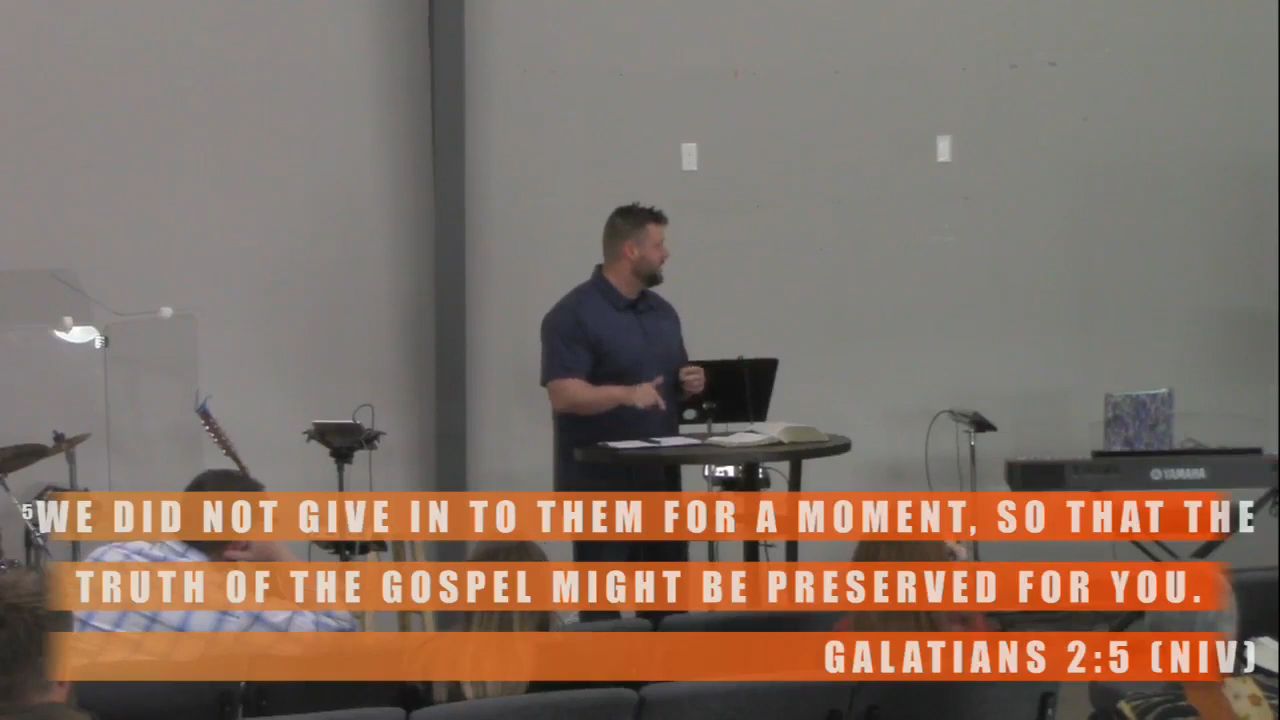 YAMAHA
⁵WE DID NOT GIVE IN TO THEM FOR A MOMENT, SO THAT THE
TRUTH OF THE GOSPEL MIGHT BE PRESERVED FOR YOU.
GALATIANS 2:5 (NIV)